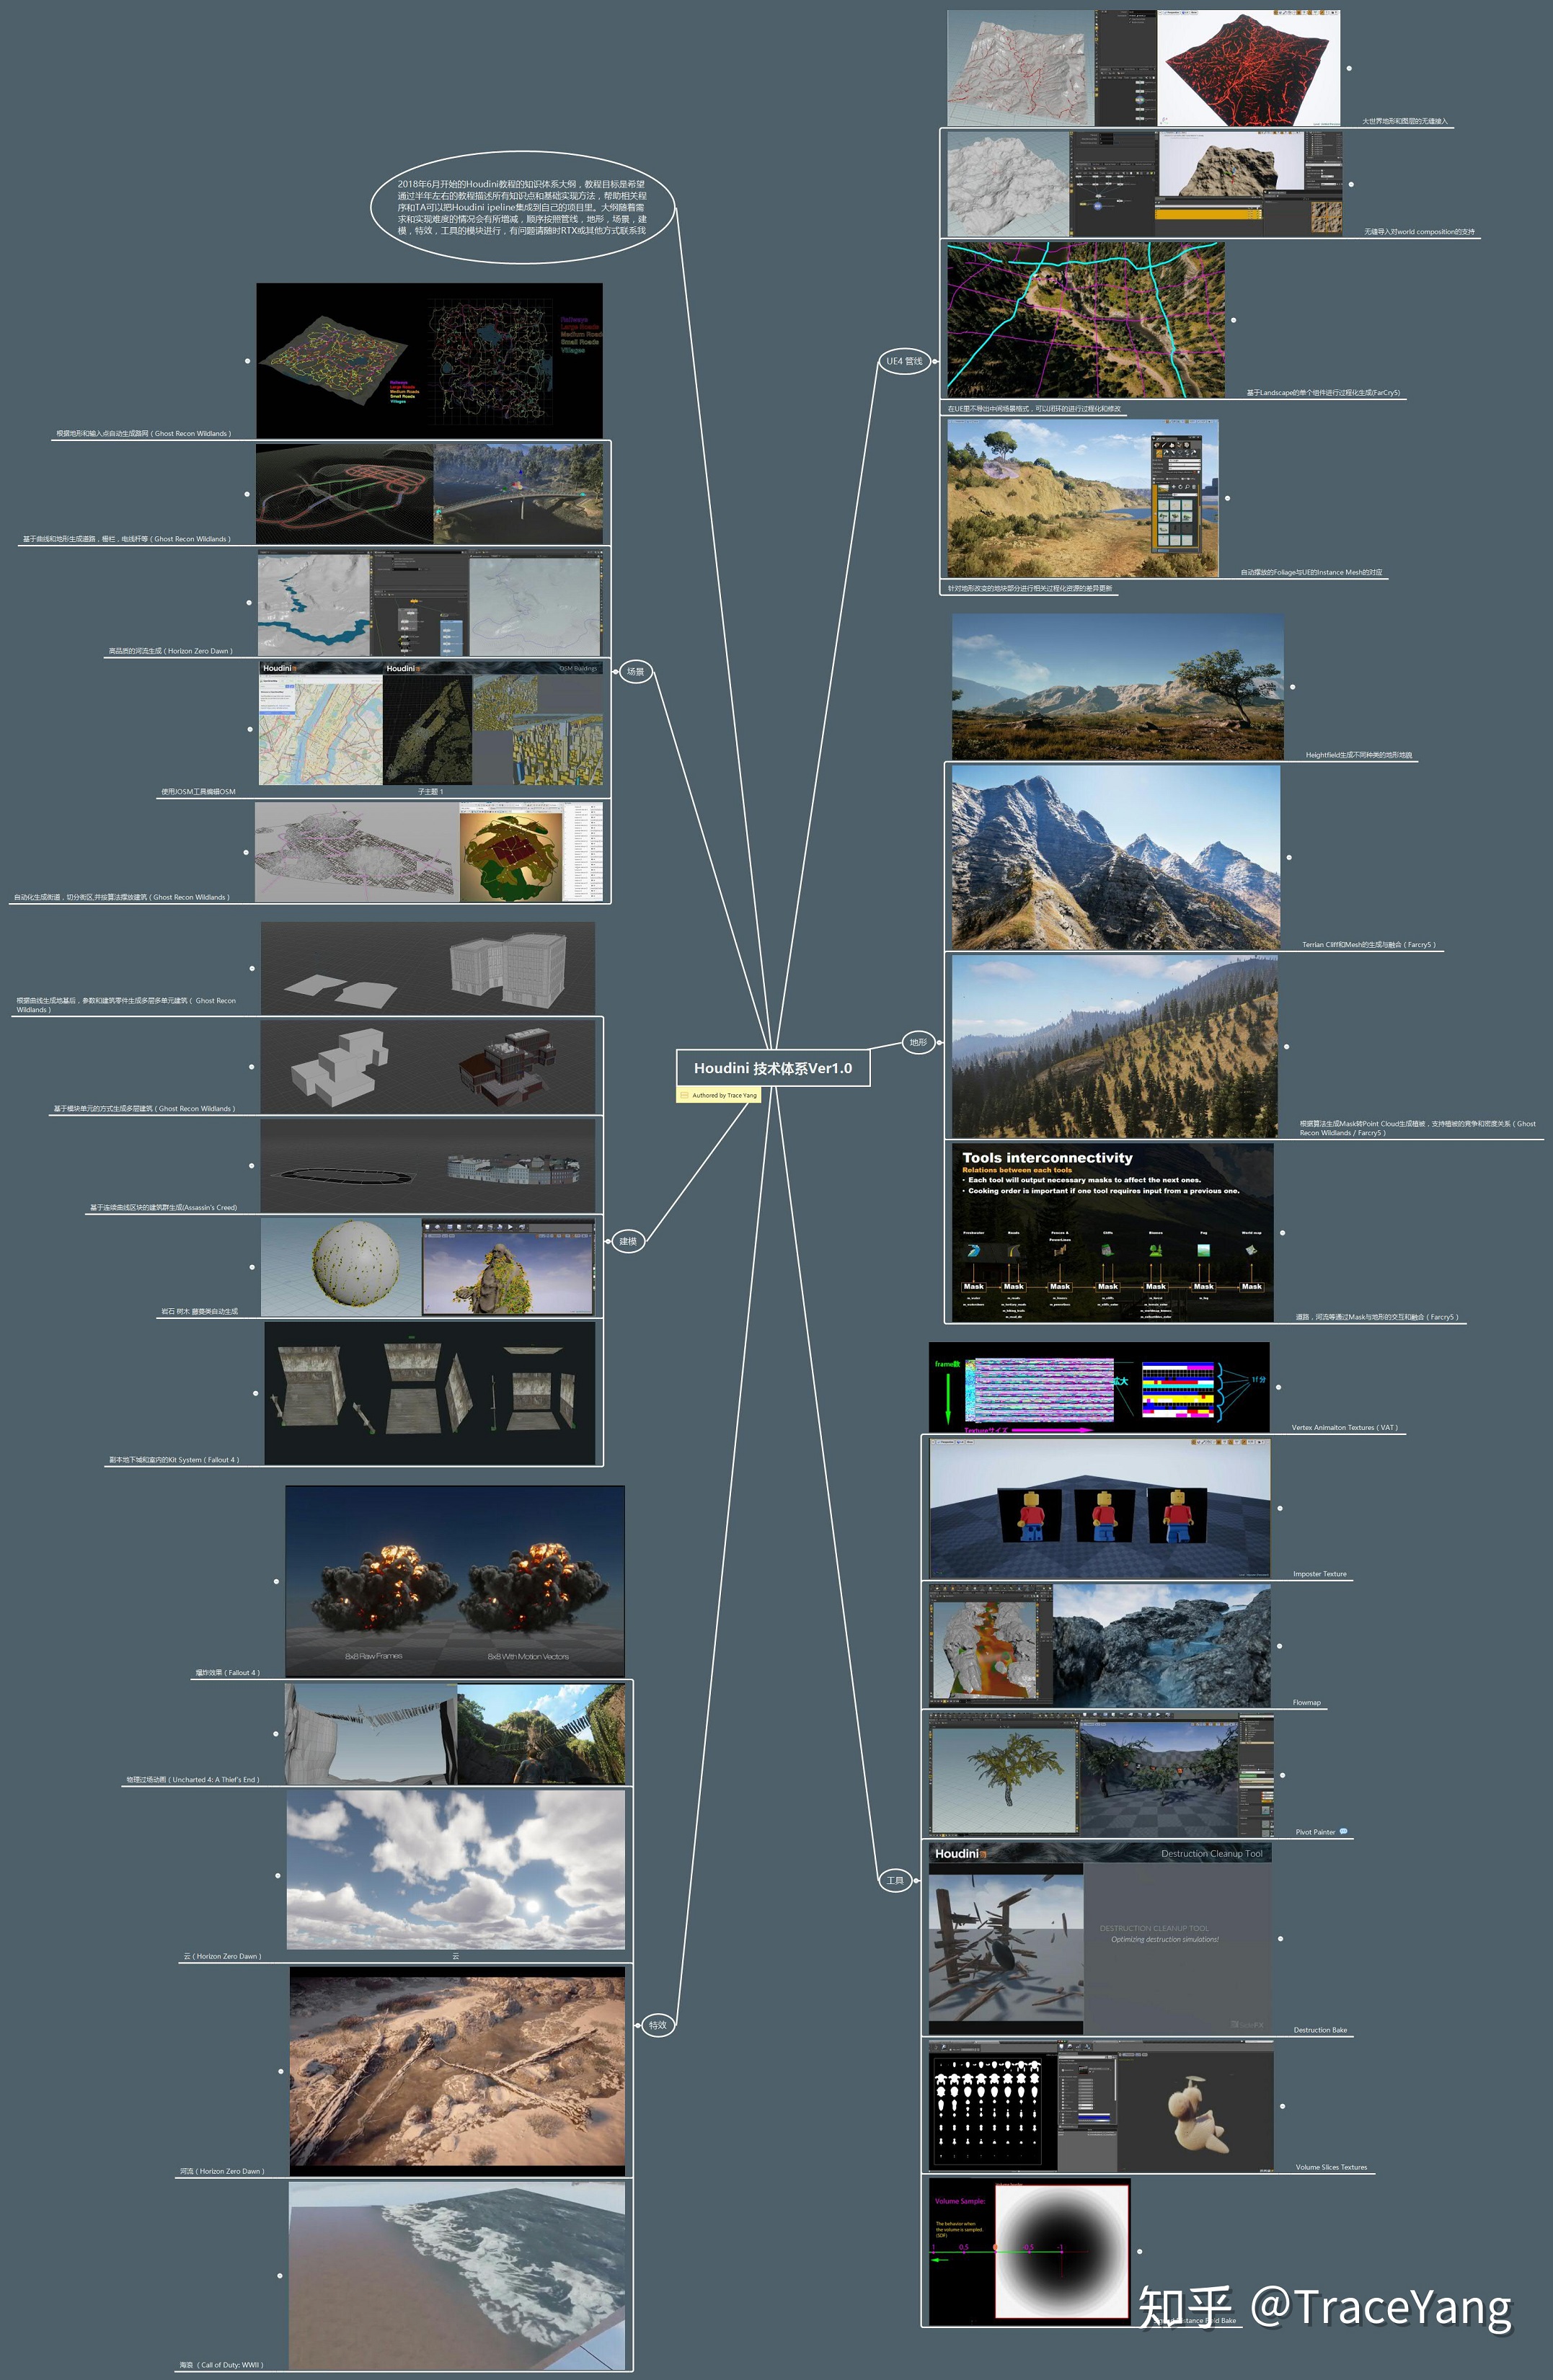 Houdini 技术体系Ver1.0
Authored by Trace Yang
2018年6月开始的Houdini教程的知识体系大纲，教程目标是希望
通过半年左右的教程描述所有知识点和基础实现方法，帮助相关程
序和TA可以把Houdini ipeline集成到自己的项目里。大纲随着需
求和实现难度的情况会有所增减，顺序按照管线，地形，场景，建
模，特效，工具的模块进行，有问题请随时RTX或其他方式联系我
UE4 管线
大世界地形和图层的无缝接入
无缝导入对world composition的支持
基于Landscape的单个组件进行过程化生成(FarCry5)
在UE里不导出中间场景格式，可以闭环的进行过程化和修改
自动摆放的Foliage与UE的Instance Mesh的对应
针对地形改变的地块部分进行相关过程化资源的差异更新
地形
Heightfield生成不同种类的地形地貌
Terrian Cliff和Mesh的生成与融合（Farcry5）
根据算法生成Mask转Point Cloud生成植被，支持植被的竞争和密度关系（Ghost
Recon Wildlands / Farcry5）
Tools interconnectivity
Relations between each tools
• Each tool will output necessary masks to affect the next ones.
• Cooking order is important if one tool requires input from a previous one.
Freshwater
Roads
Fences &
PowerLines
Cliffs
Biomes
Fog
World map
Mask
Mask
Mask
Mask
Mask
Mask
Mask
道路，河流等通过Mask与地形的交互和融合（Farcry5）
工具
frame数
拡大
1f分
Textureサイズ
Vertex Animaiton Textures（VAT）
Imposter Texture
Flowmap
Pivot Painter
Houdini
Destruction Cleanup Tool
DESTRUCTION CLEANUP TOOL
Optimizing destruction simulations!
SideFX
Destruction Bake
Volume Slices Textures
Volume Sample:
The behavior when
the volume is sampled.
(SDF)
1
0.5
0
-0.5
-1
场景
Railways
Large Roads
Medium Roads
Small Roads
Villages
Railways
Large Roads
Medium Roads
Small Roads
Villages
根据地形和输入点自动生成路网（Ghost Recon Wildlands）
基于曲线和地形生成道路，栅栏，电线杆等（Ghost Recon Wildlands）
高品质的河流生成（Horizon Zero Dawn）
Houdini
Houdini
OSM Buildings
使用JOSM工具编辑OSM
子主题 1
自动化生成街道，切分街区,并按算法摆放建筑（Ghost Recon Wildlands）
建模
根据曲线生成地基后，参数和建筑零件生成多层多单元建筑（ Ghost Recon
Wildlands）
基于模块单元的方式生成多层建筑（Ghost Recon Wildlands）
基于连续曲线区块的建筑群生成(Assassin's Creed)
岩石 树木 藤蔓类自动生成
副本地下城和室内的Kit System（Fallout 4）
特效
8x8 Raw Frames
8x8 With Motion Vectors
爆炸效果（Fallout 4）
物理过场动画（Uncharted 4: A Thief's End）
云（Horizon Zero Dawn）
云
河流（Horizon Zero Dawn）
海浪 （Call of Duty: WWII）
知乎 @TraceYang